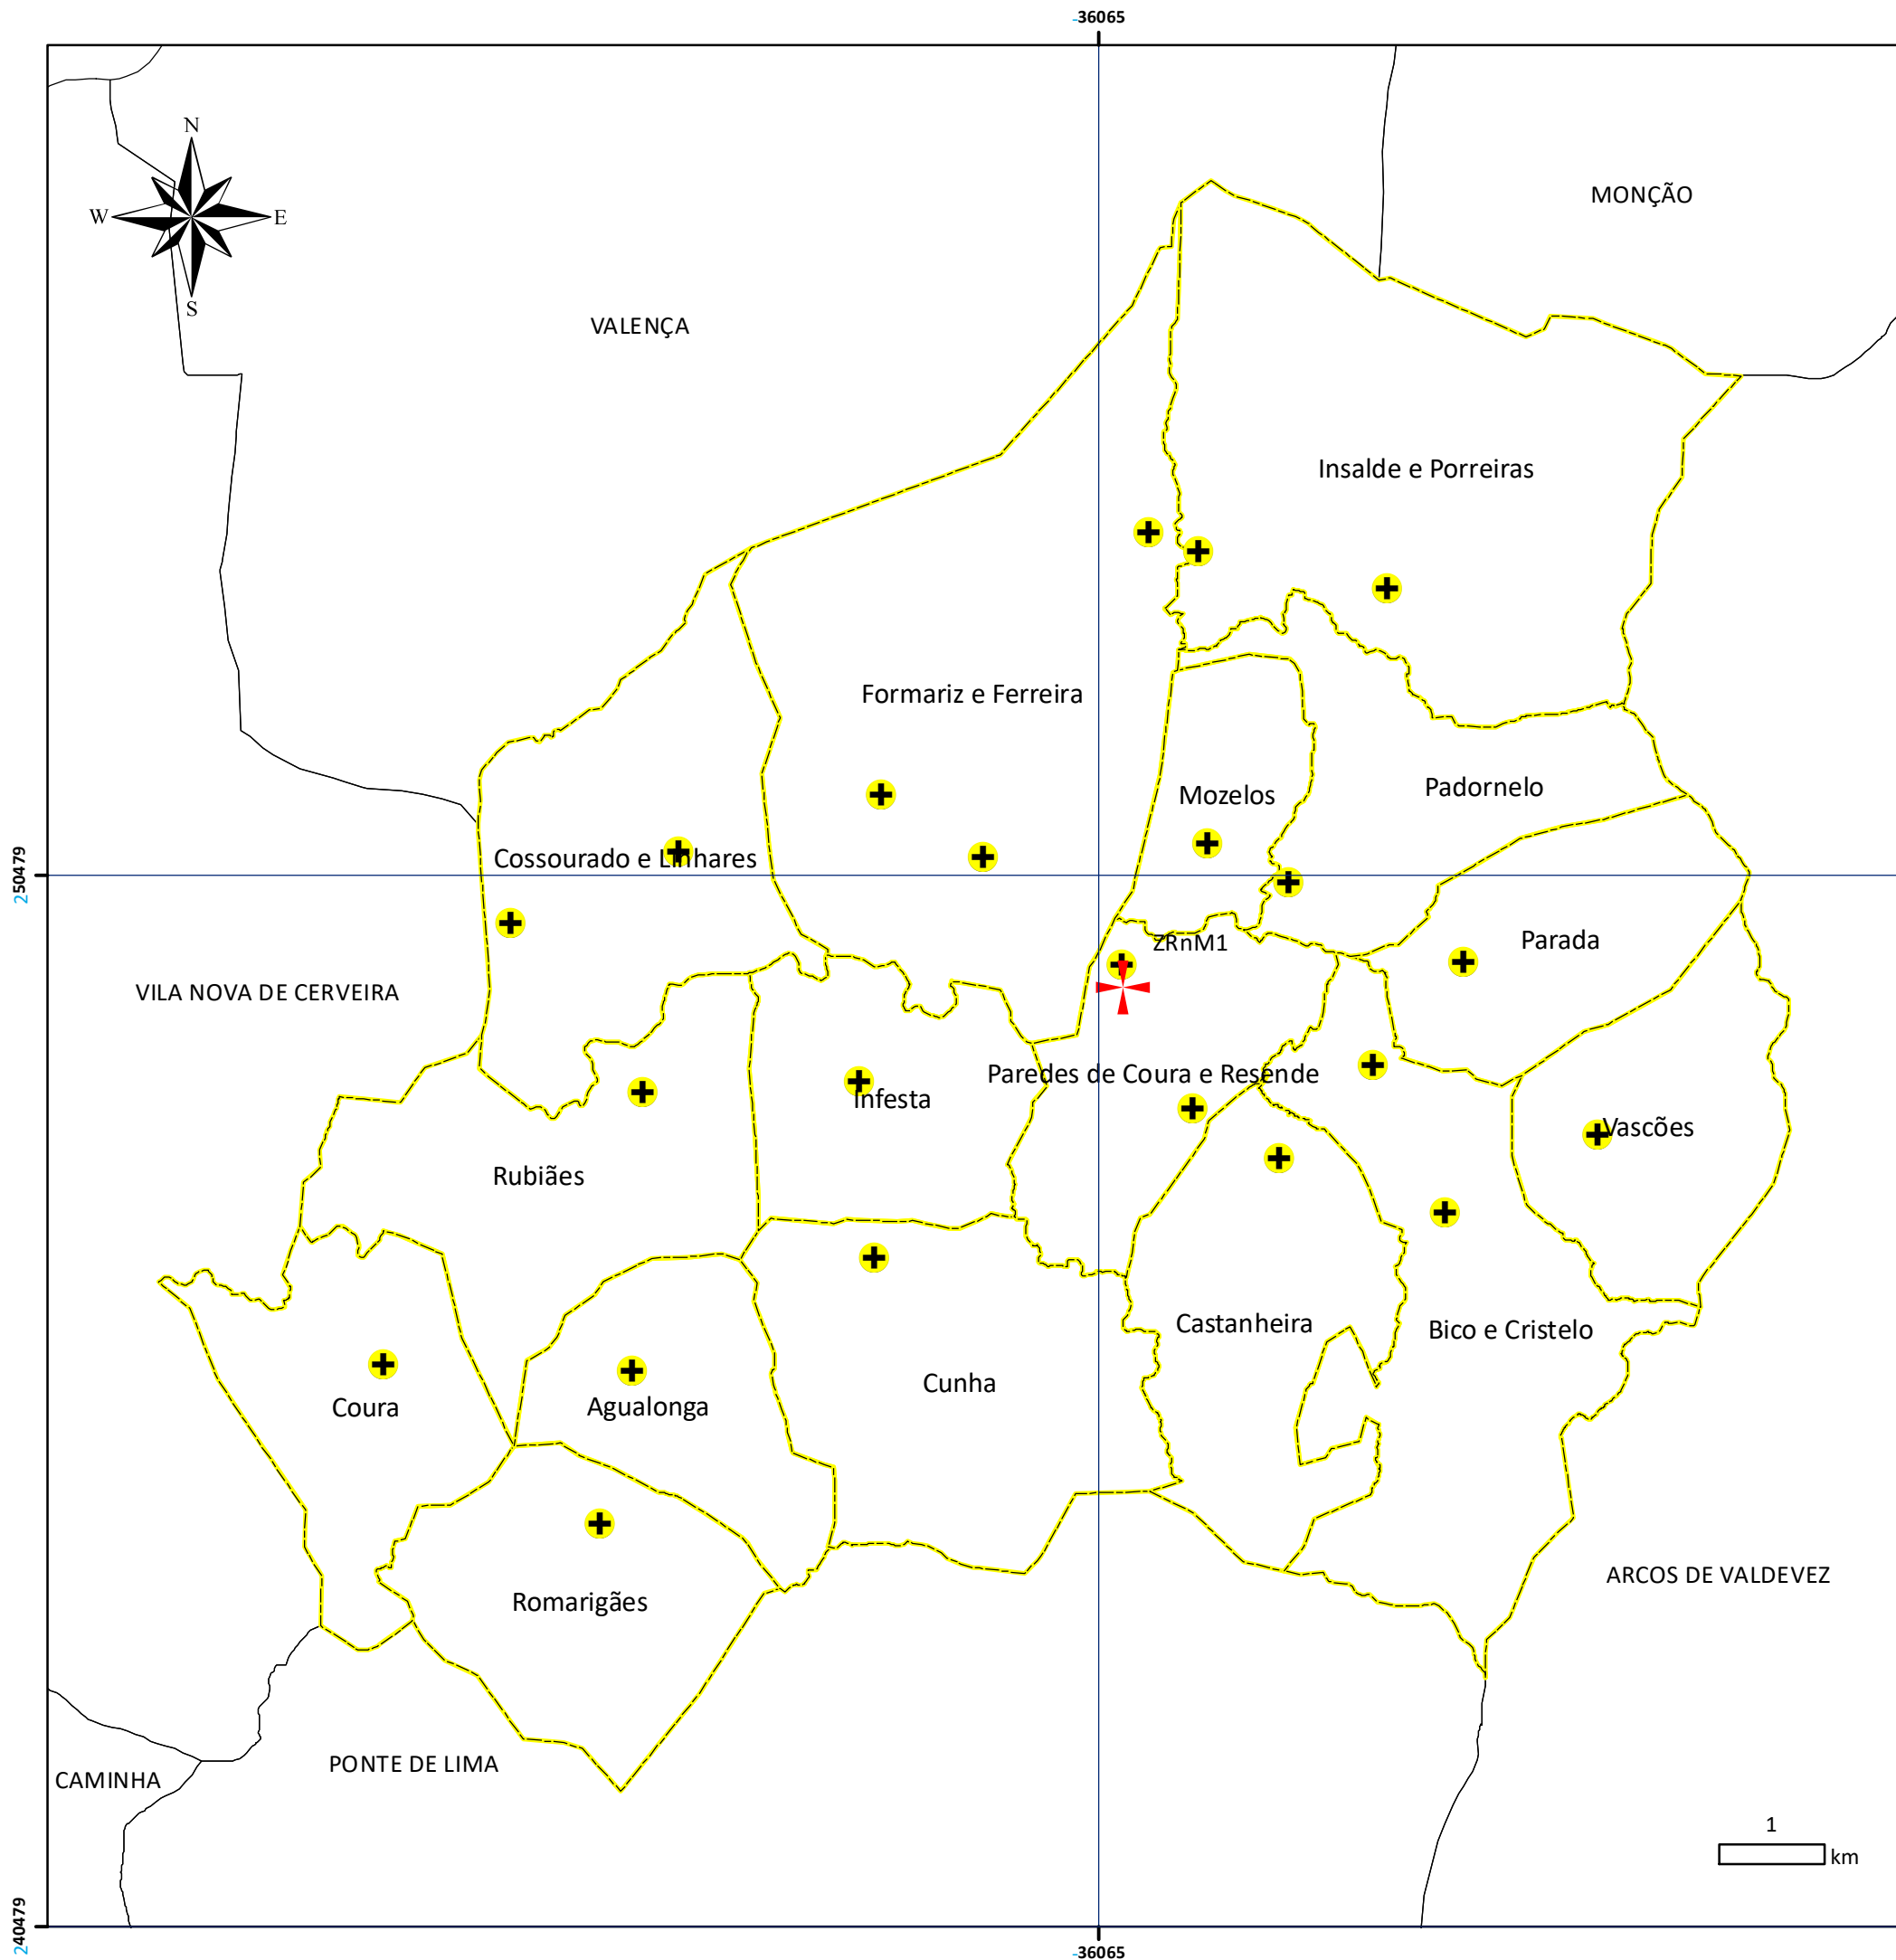 -36065
N
W E
S
MONÇÃO
VALENÇA
Insalde e Porreiras
Formariz e Ferreira
Mozelos
Padornelo
Cossourado e Linhares
250479
ZRnM1
Parada
VILA NOVA DE CERVEIRA
Paredes de Coura e Resende
Infesta
Vascões
Rubiães
Castanheira
Bico e Cristelo
Cunha
Coura
Agualonga
ARCOS DE VALDEVEZ
Romarigães
PONTE DE LIMA
CAMINHA
1
km
240479
-36065